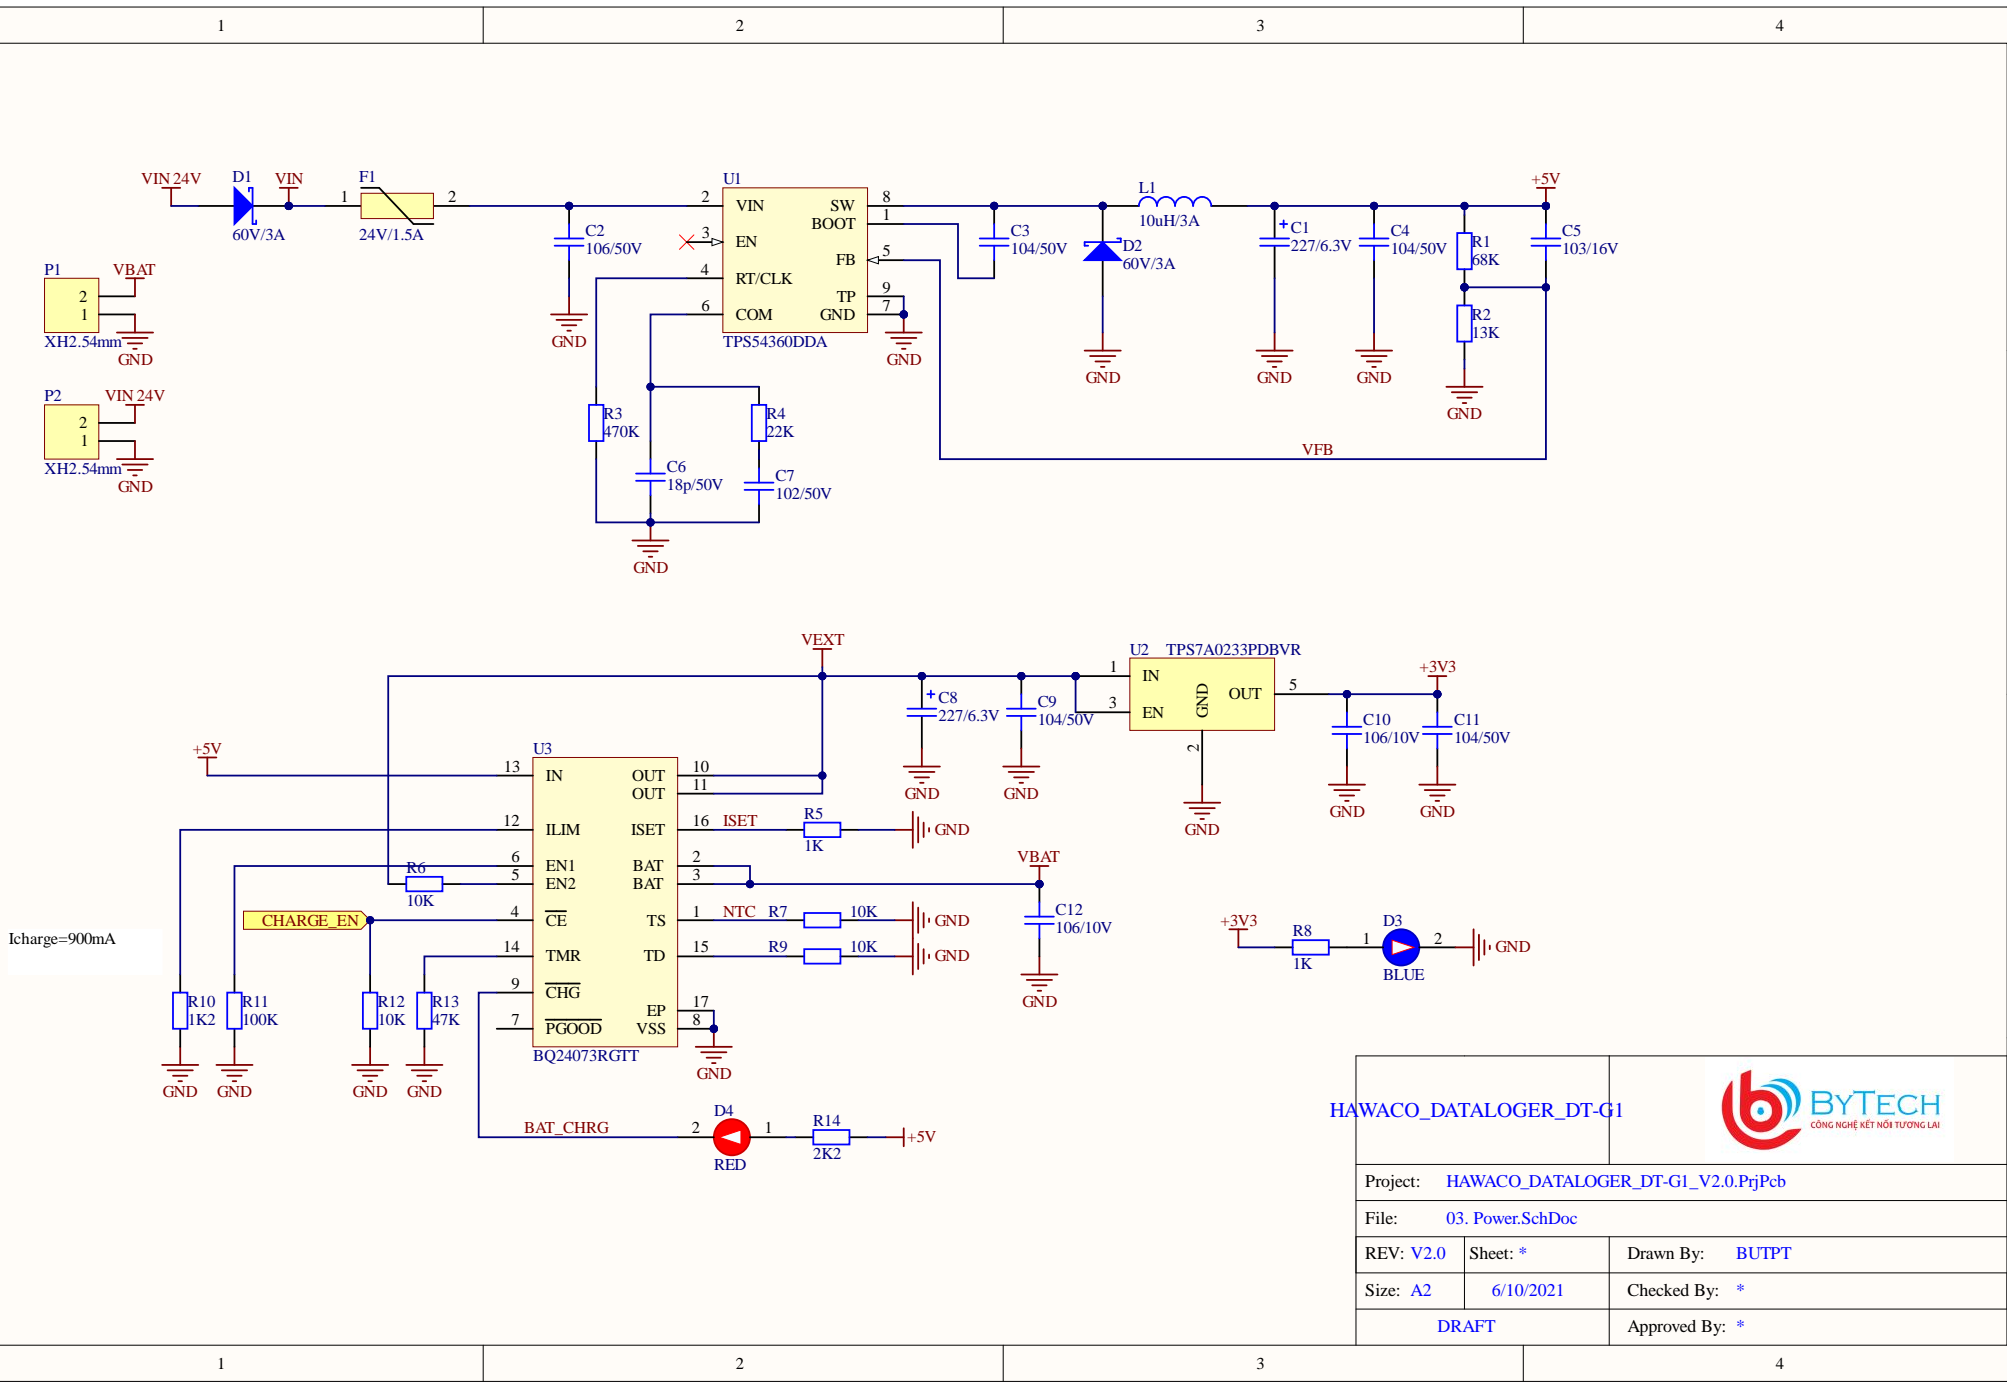 1 2 3 4
VIN 24V
D1
60V/3A
VIN
F1
1 2
24V/1.5A
C2
106/50V
GND
U1
2 VIN
3 EN
4 RT/CLK
6 COM
SW 8
BOOT 1
FB 5
TP 9
GND 7
TPS54360DDA
GND
C3
104/50V
D2
60V/3A
GND
L1
10uH/3A
C1
+
227/6.3V
GND
C4
104/50V
GND
R1
68K
R2
13K
GND
+5V
C5
103/16V
VFB
P1
VBAT
2
1
XH2.54mm
GND
P2
VIN 24V
2
1
XH2.54mm
GND
R3
470K
R4
22K
C6
18p/50V
C7
102/50V
GND
VEXT
+5V
U3
13 IN
12 ILIM
6 EN1
5 EN2
4 CE
14 TMR
9 CHG
7 PGOOD
OUT 10
OUT 11
ISET 16
BAT 2
BAT 3
TS 1
TD 15
EP 17
VSS 8
BQ24073RGTT
GND
R6
10K
CHARGE_EN
Icharge=900mA
R10
1K2
GND
R11
100K
GND
R12
10K
GND
R13
47K
GND
ISET
R5
1K
GND
NTC
R7
10K
GND
R9
10K
GND
VBAT
C12
106/10V
GND
C8
+
227/6.3V
GND
C9
104/50V
GND
U2 TPS7A0233PDBVR
1 IN
3 EN
GND
2
OUT 5
GND
+3V3
C10
106/10V
GND
C11
104/50V
GND
+3V3
R8
1K
D3
1 2
BLUE
GND
BAT_CHRG
D4
2 1
RED
R14
2K2
+5V
HAWACO_DATALOGER_DT-G1
BYTECH
CÔNG NGHỆ KẾT NỐI TƯƠNG LAI
Project: HAWACO_DATALOGER_DT-G1_V2.0.PrjPcb
File: 03. Power.SchDoc
REV: V2.0 Sheet: * Drawn By: BUTPT
Size: A2 6/10/2021 Checked By: *
DRAFT Approved By: *
1 2 3 4